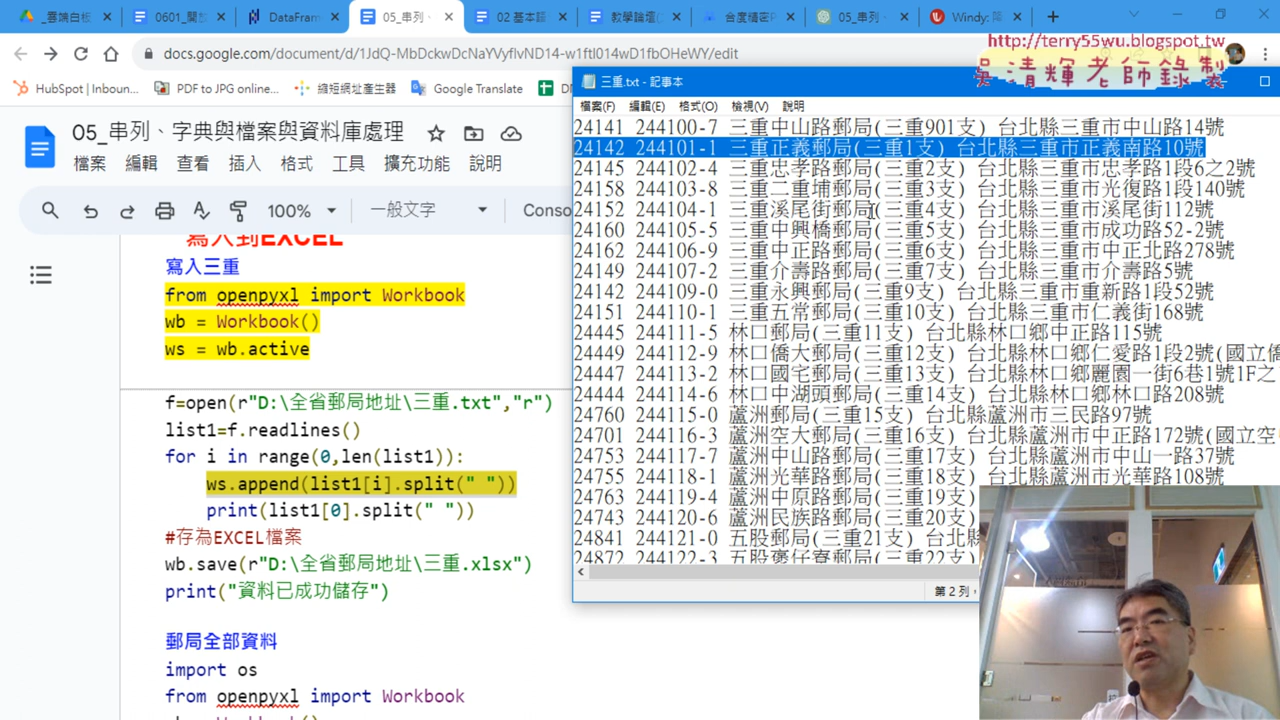 _雲端白板
0601_開放
DataFram
05_串列、
02 基本語
教學論壇(
台度精密P
05_串列、
Windy: 簡
docs.google.com/document/d/1JdQ-MbDckwDcNaYVyflvND14-w1ftl014wD1fbOHeWY/edit
http://terry55wu.blogspot.tw
吳清輝老師錄製
HubSpot | Inboun...
PDF to JPG onlin...
縮短網址產生器
Google Translate
05_串列、字典與檔案與資料庫處理
檔案 編輯 查看 插入 格式 工具 擴充功能 說明
100% 一般文字 Conso
寫入到EXCEL
寫入三重
from openpyxl import Workbook
wb = Workbook()
ws = wb.active
f=open(r"D:\全省郵局地址\三重.txt","r")
list1=f.readlines()
for i in range(0,len(list1)):
ws.append(list1[i].split(" "))
print(list1[0].split(" "))
#存為EXCEL檔案
wb.save(r"D:\全省郵局地址\三重.xlsx")
print("資料已成功儲存")
郵局全部資料
import os
from openpyxl import Workbook
三重.txt - 記事本
檔案(F) 編輯(E) 格式(O) 檢視(V) 說明
24141 244100-7 三重中山路郵局(三重901支) 台北縣三重市中山路14號
24142 244101-1 三重正義郵局(三重1支) 台北縣三重市正義南路10號
24145 244102-4 三重忠孝路郵局(三重2支) 台北縣三重市忠孝路1段6之2號
24158 244103-8 三重二重埔郵局(三重3支) 台北縣三重市光復路1段140號
24152 244104-1 三重溪尾街郵局(三重4支) 台北縣三重市溪尾街112號
24160 244105-5 三重中興橋郵局(三重5支) 台北縣三重市成功路52-2號
24162 244106-9 三重中正路郵局(三重6支) 台北縣三重市中正北路278號
24149 244107-2 三重介壽路郵局(三重7支) 台北縣三重市介壽路5號
24142 244109-0 三重永興郵局(三重9支) 台北縣三重市重新路1段52號
24151 244110-1 三重五常郵局(三重10支) 台北縣三重市仁義街168號
24445 244111-5 林口郵局(三重11支) 台北縣林口鄉中正路115號
24449 244112-9 林口僑大郵局(三重12支) 台北縣林口鄉仁愛路1段2號(國立僑
24447 244113-2 林口國宅郵局(三重13支) 台北縣林口鄉麗園一街6巷1號1F之
24444 244114-6 林口中湖頭郵局(三重14支) 台北縣林口鄉林口路208號
24760 244115-0 蘆洲郵局(三重15支) 台北縣蘆洲市三民路97號
24701 244116-3 蘆洲空大郵局(三重16支) 台北縣蘆洲市中正路172號(國立空
24753 244117-7 蘆洲中山路郵局(三重17支) 台北縣蘆洲市中山一路37號
24755 244118-1 蘆洲光華路郵局(三重18支) 台北縣蘆洲市光華路108號
24763 244119-4 蘆洲中原路郵局(三重19支)
24743 244120-6 蘆洲民族路郵局(三重20支)
24841 244121-0 五股郵局(三重21支) 台北縣
24872 244122-3 五股褒仔寮郵局(三重22支)
第 2 列，